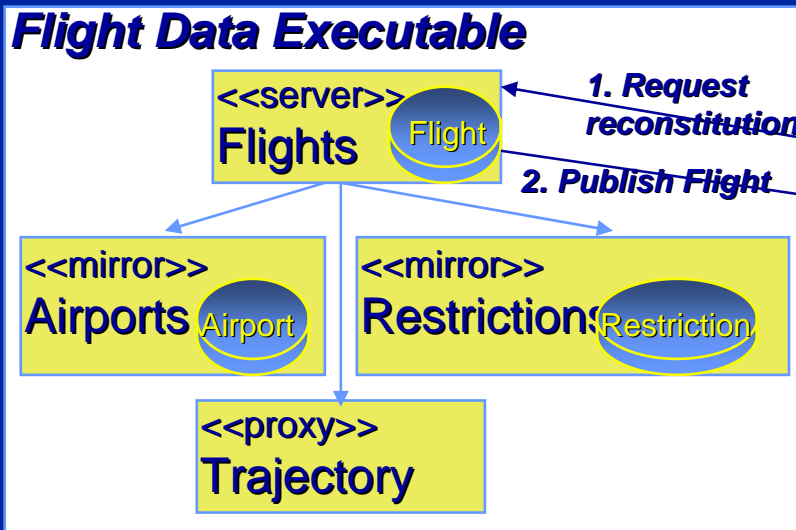 Flight Data Executable
<<server>>
Flights
Flight
1. Request
reconstitution
2. Publish Flight
<<mirror>>
Airports
Airport
<<mirror>>
Restrictions
Restriction
<<proxy>>
Trajectory